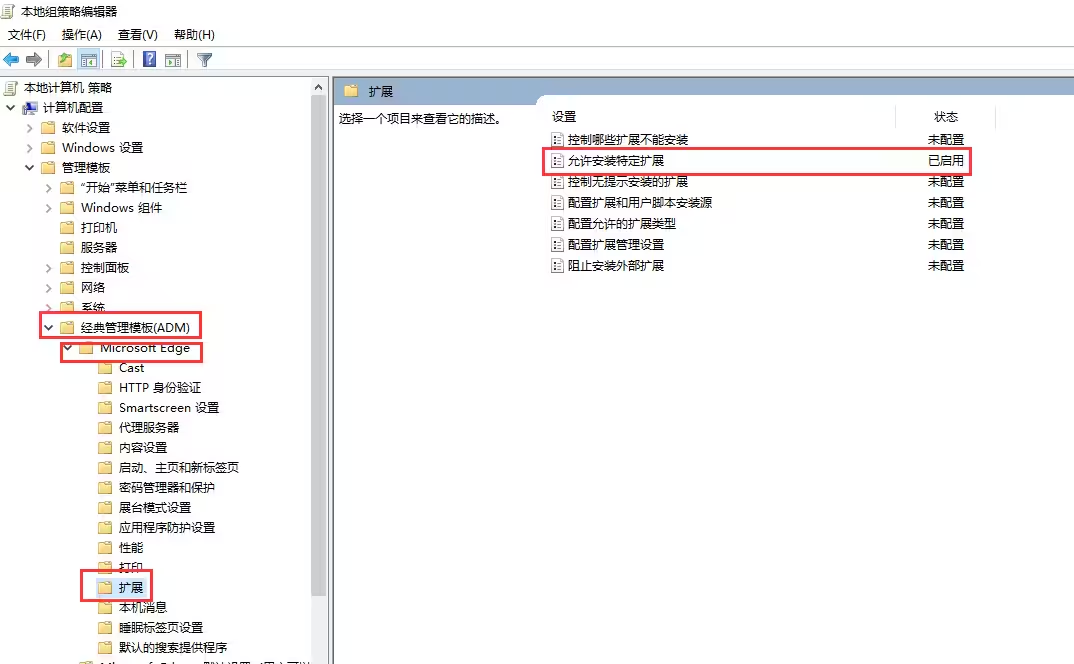 本地组策略编辑器
文件(F) 操作(A) 查看(V) 帮助(H)
本地计算机 策略
计算机配置
软件设置
Windows 设置
管理模板
“开始”菜单和任务栏
Windows 组件
打印机
服务器
控制面板
网络
系统
经典管理模板(ADM)
Microsoft Edge
Cast
HTTP 身份验证
Smartscreen 设置
代理服务器
内容设置
启动、主页和新标签页
密码管理器和保护
展台模式设置
应用程序防护设置
性能
打印
扩展
本机消息
睡眠标签页设置
默认的搜索提供程序
扩展
选择一个项目来查看它的描述。
设置 状态
控制哪些扩展不能安装 未配置
允许安装特定扩展 已启用
控制无提示安装的扩展 未配置
配置扩展和用户脚本安装源 未配置
配置允许的扩展类型 未配置
配置扩展管理设置 未配置
阻止安装外部扩展 未配置